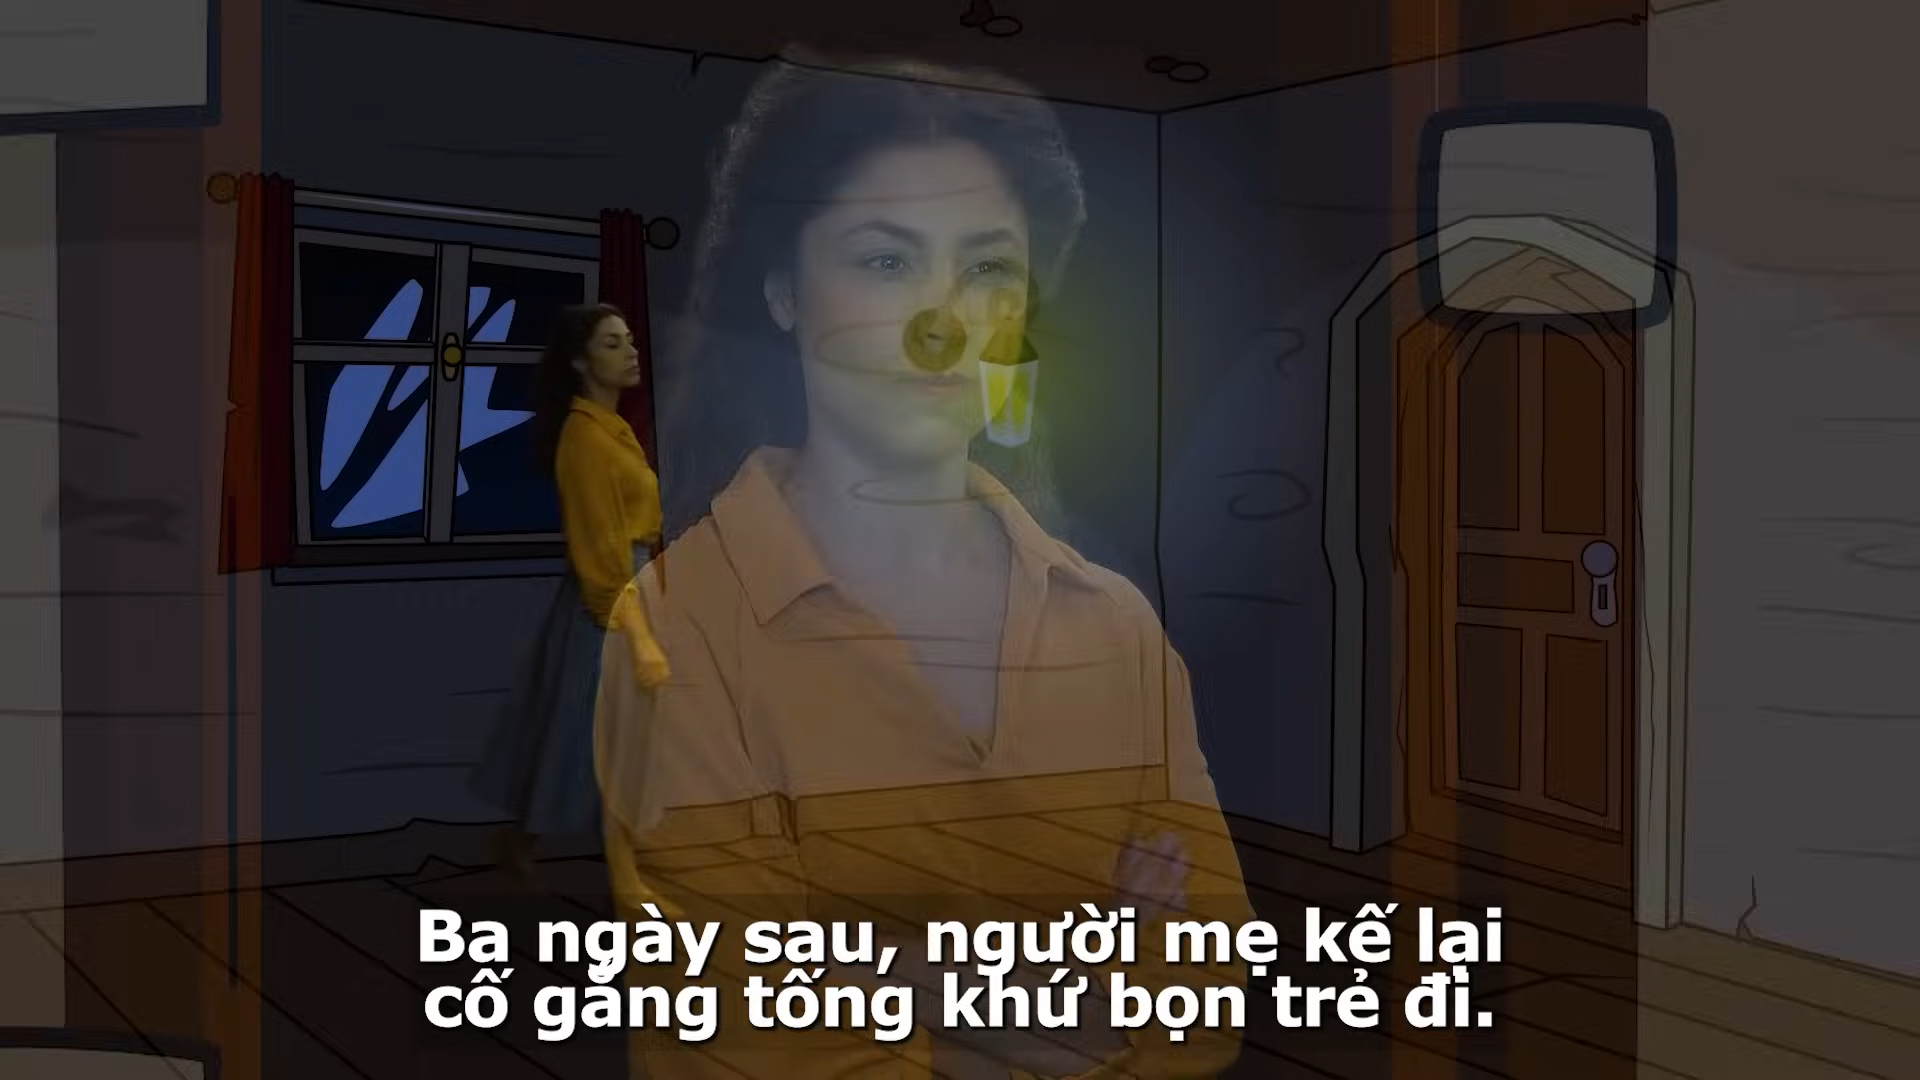 Ba ngày sau, người mẹ kế lại
cố gắng tống khứ bọn trẻ đi.